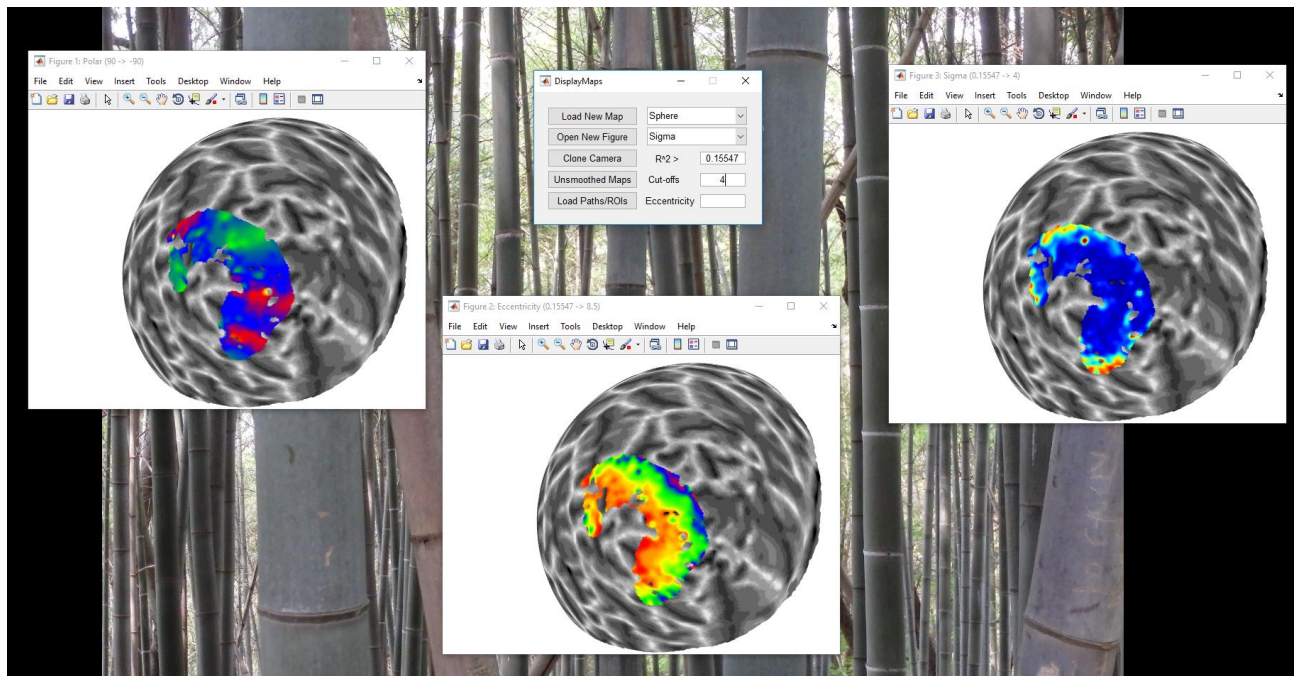 Figure 1: Polar (90 -> -90)
File Edit View Insert Tools Desktop Window Help
DisplayMaps
Load New Map Sphere
Open New Figure Sigma
Clone Camera R^2 > 0.15547
Unsmoothed Maps Cut-offs 4
Load Paths/ROIs Eccentricity
Figure 3: Sigma (0.15547 -> 4)
File Edit View Insert Tools Desktop Window Help
Figure 2: Eccentricity (0.15547 -> 8.5)
File Edit View Insert Tools Desktop Window Help